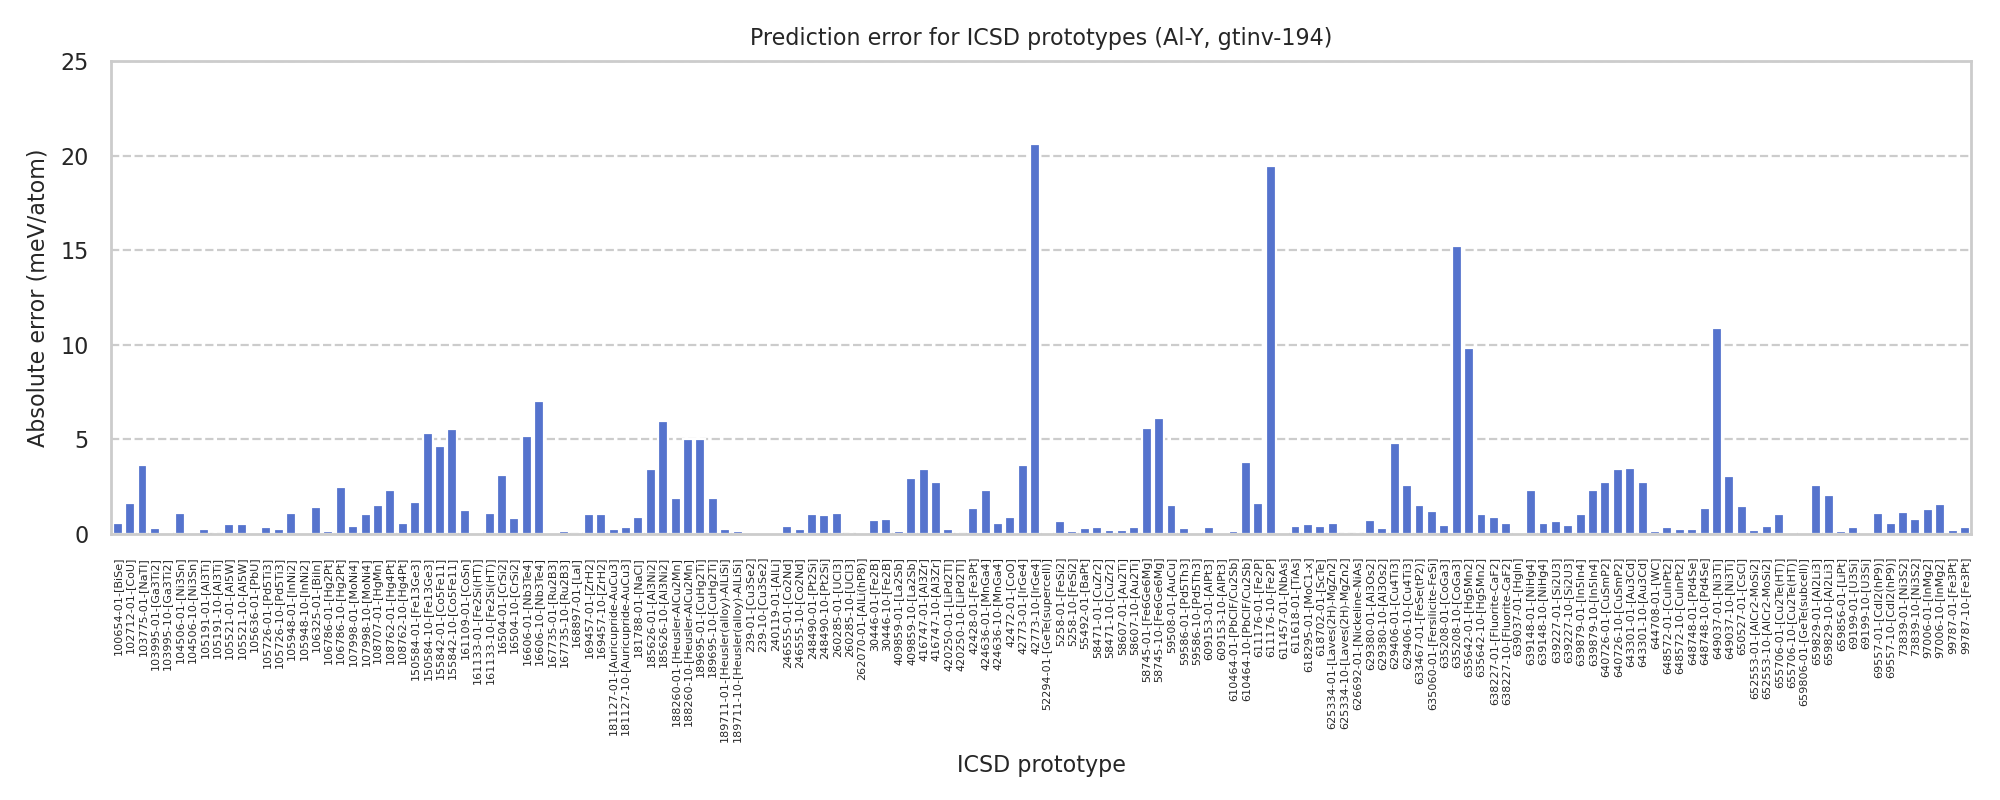 Prediction error for ICSD prototypes (Al-Y, gtinv-194)
Absolute error (meV/atom)
25
20
15
10
5
0
100654-01-[BiSe]
102712-01-[CoU]
103775-01-[NaTl]
103995-01-[Ga3Ti2]
103995-10-[Ga3Ti2]
104506-01-[Ni3Sn]
104506-10-[Ni3Sn]
105191-01-[Al3Ti]
105191-10-[Al3Ti]
105521-01-[Al5W]
105521-10-[Al5W]
105636-01-[PbU]
105726-01-[Pd5Ti3]
105726-10-[Pd5Ti3]
105948-01-[InNi2]
105948-10-[InNi2]
106325-01-[BiIn]
106786-01-[Hg2Pt]
106786-10-[Hg2Pt]
107998-01-[MoNi4]
107998-10-[MoNi4]
108707-01-[HgMn]
108762-01-[Hg4Pt]
108762-10-[Hg4Pt]
150584-01-[Fe13Ge3]
150584-10-[Fe13Ge3]
155842-01-[Co5Fe11]
155842-10-[Co5Fe11]
161109-01-[CoSn]
161133-01-[Fe2Si(HT)]
161133-10-[Fe2Si(HT)]
16504-01-[CrSi2]
16504-10-[CrSi2]
16606-01-[Nb3Te4]
16606-10-[Nb3Te4]
167735-01-[Ru2B3]
167735-10-[Ru2B3]
168897-01-[LaI]
169457-01-[ZrH2]
169457-10-[ZrH2]
181127-01-[Auricupride-AuCu3]
181127-10-[Auricupride-AuCu3]
181788-01-[NaCl]
185626-01-[Al3Ni2]
185626-10-[Al3Ni2]
188260-01-[Heusler-AlCu2Mn]
188260-10-[Heusler-AlCu2Mn]
189695-01-[CuHg2Ti]
189695-10-[CuHg2Ti]
189711-01-[Heusler(alloy)-AlLiSi]
189711-10-[Heusler(alloy)-AlLiSi]
239-01-[Cu3Se2]
239-10-[Cu3Se2]
240119-01-[AlLi]
246555-01-[Co2Nd]
246555-10-[Co2Nd]
248490-01-[Pt2Si]
248490-10-[Pt2Si]
260285-01-[UCl3]
260285-10-[UCl3]
262070-01-[AlLi(hP8)]
30446-01-[Fe2B]
30446-10-[Fe2B]
409859-01-[La2Sb]
409859-10-[La2Sb]
416747-01-[Al3Zr]
416747-10-[Al3Zr]
420250-01-[LiPd2Tl]
420250-10-[LiPd2Tl]
42428-01-[Fe3Pt]
424636-01-[MnGa4]
424636-10-[MnGa4]
42472-01-[CoO]
42773-01-[IrGe4]
42773-10-[IrGe4]
52294-01-[GeTe(supercell)]
5258-01-[FeSi2]
5258-10-[FeSi2]
55492-01-[BaPt]
58471-01-[CuZr2]
58471-10-[CuZr2]
58607-01-[Au2Ti]
58607-10-[Au2Ti]
58745-01-[Fe6Ge6Mg]
58745-10-[Fe6Ge6Mg]
59508-01-[AuCu]
59586-01-[Pd5Th3]
59586-10-[Pd5Th3]
609153-01-[AlPt3]
609153-10-[AlPt3]
610464-01-[PbClF/Cu2Sb]
610464-10-[PbClF/Cu2Sb]
611176-01-[Fe2P]
611176-10-[Fe2P]
611457-01-[NbAs]
611618-01-[TiAs]
618295-01-[MoC1-x]
618702-01-[ScTe]
625334-01-[Laves(2H)-MgZn2]
625334-10-[Laves(2H)-MgZn2]
626692-01-[Nickeline-NiAs]
629380-01-[Al3Os2]
629380-10-[Al3Os2]
629406-01-[Cu4Ti3]
629406-10-[Cu4Ti3]
633467-01-[FeSe(tP2)]
635060-01-[Fersilicite-FeSi]
635208-01-[CoGa3]
635208-10-[CoGa3]
635642-01-[Hg5Mn2]
635642-10-[Hg5Mn2]
638227-01-[Fluorite-CaF2]
638227-10-[Fluorite-CaF2]
639037-01-[HgIn]
639148-01-[NiHg4]
639148-10-[NiHg4]
639227-01-[Si2U3]
639227-10-[Si2U3]
639879-01-[In5In4]
639879-10-[In5In4]
640726-01-[CuSmP2]
640726-10-[CuSmP2]
643301-01-[Au3Cd]
643301-10-[Au3Cd]
644708-01-[WC]
648572-01-[CuInPt2]
648572-10-[CuInPt2]
648748-01-[Pd4Se]
648748-10-[Pd4Se]
649037-01-[Ni3Ti]
649037-10-[Ni3Ti]
650527-01-[CsCl]
652553-01-[AlCr2-MoSi2]
652553-10-[AlCr2-MoSi2]
655706-01-[Cu2Te(HT)]
655706-10-[Cu2Te(HT)]
659806-01-[GeTe(subcell)]
659829-01-[Al2Li3]
659829-10-[Al2Li3]
659856-01-[LiPt]
69199-01-[U3Si]
69199-10-[U3Si]
69557-01-[CdI2(hP9)]
69557-10-[CdI2(hP9)]
73839-01-[Ni3S2]
73839-10-[Ni3S2]
97006-01-[InMg2]
97006-10-[InMg2]
99787-01-[Fe3Pt]
99787-10-[Fe3Pt]
ICSD prototype